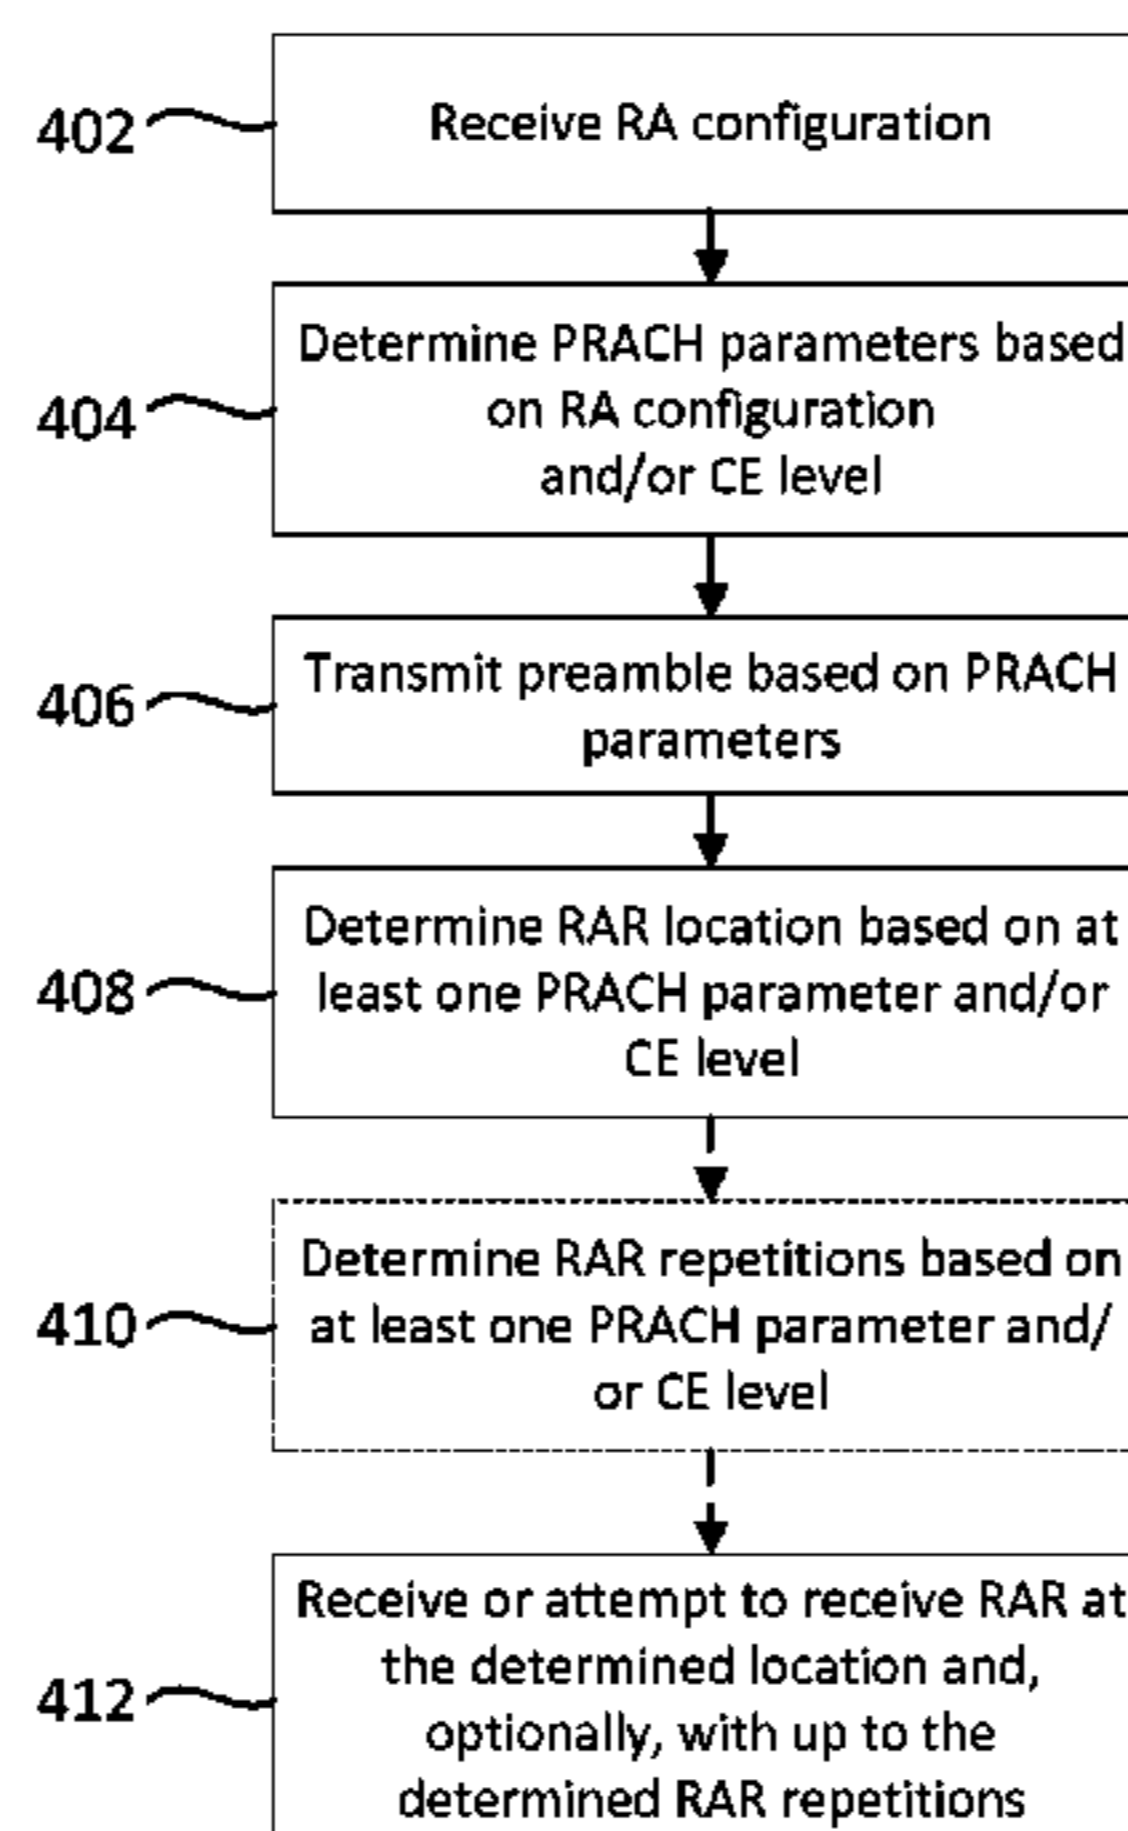 402
Receive RA configuration
404
Determine PRACH parameters based
on RA configuration
and/or CE level
406
Transmit preamble based on PRACH
parameters
408
Determine RAR location based on at
least one PRACH parameter and/or
CE level
410
Determine RAR repetitions based on
at least one PRACH parameter and/
or CE level
412
Receive or attempt to receive RAR at
the determined location and,
optionally, with up to the
determined RAR repetitions